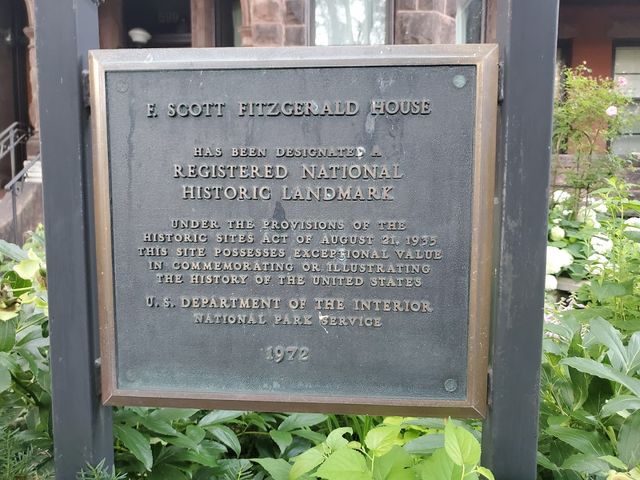 F. SCOTT FITZGERALD HOUSE
HAS BEEN DESIGNATED A
REGISTERED NATIONAL
HISTORIC LANDMARK
UNDER THE PROVISIONS OF THE
HISTORIC SITES ACT OF AUGUST 21, 1935
THIS SITE POSSESSES EXCEPTIONAL VALUE
IN COMMEMORATING OR ILLUSTRATING
THE HISTORY OF THE UNITED STATES
U.S. DEPARTMENT OF THE INTERIOR
NATIONAL PARK SERVICE
1972